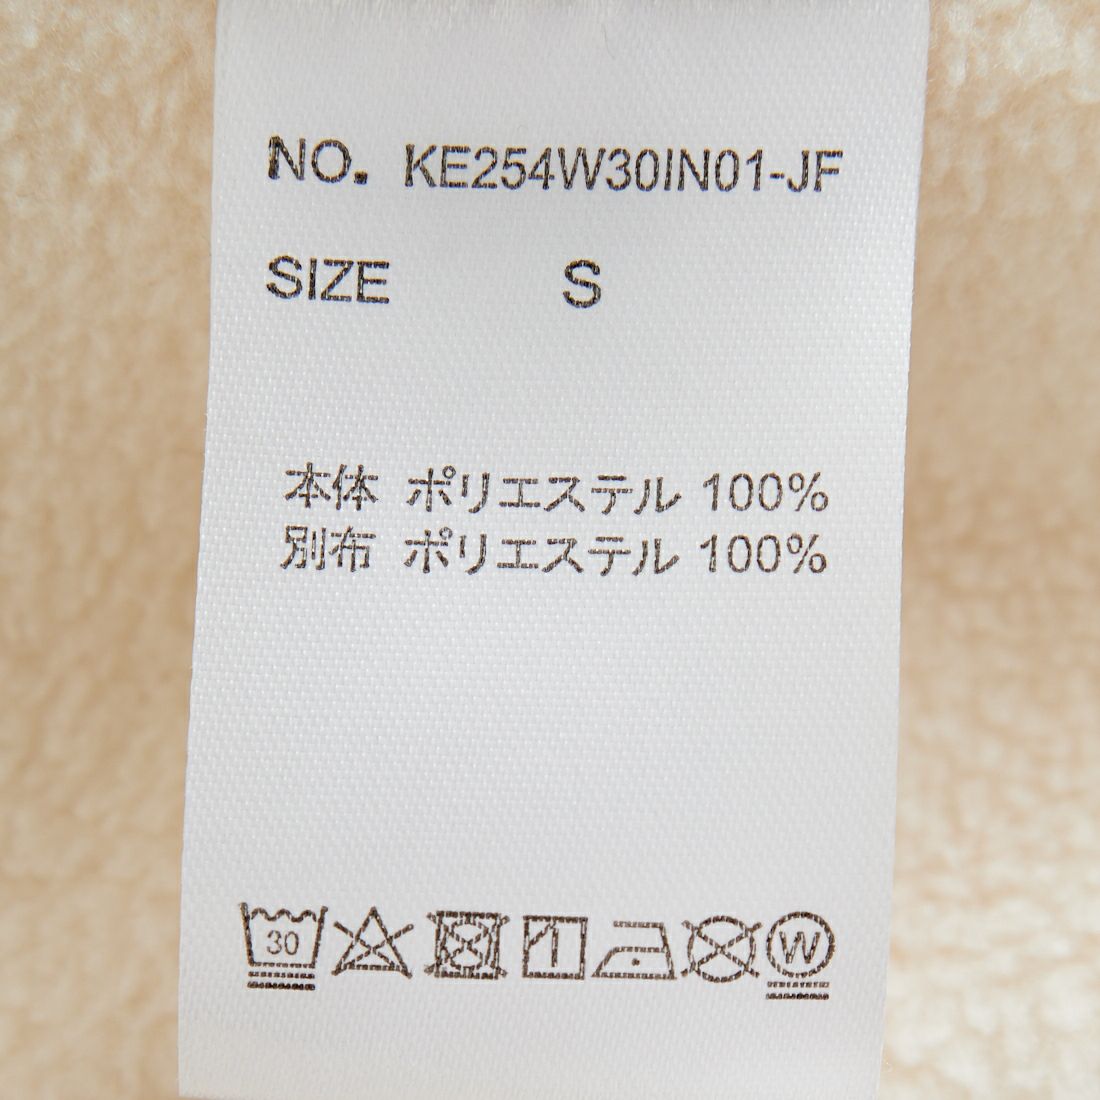 NO. KE254W30IN01-JF
SIZE S
本体 ポリエステル 100%
別布 ポリエステル 100%
30 W